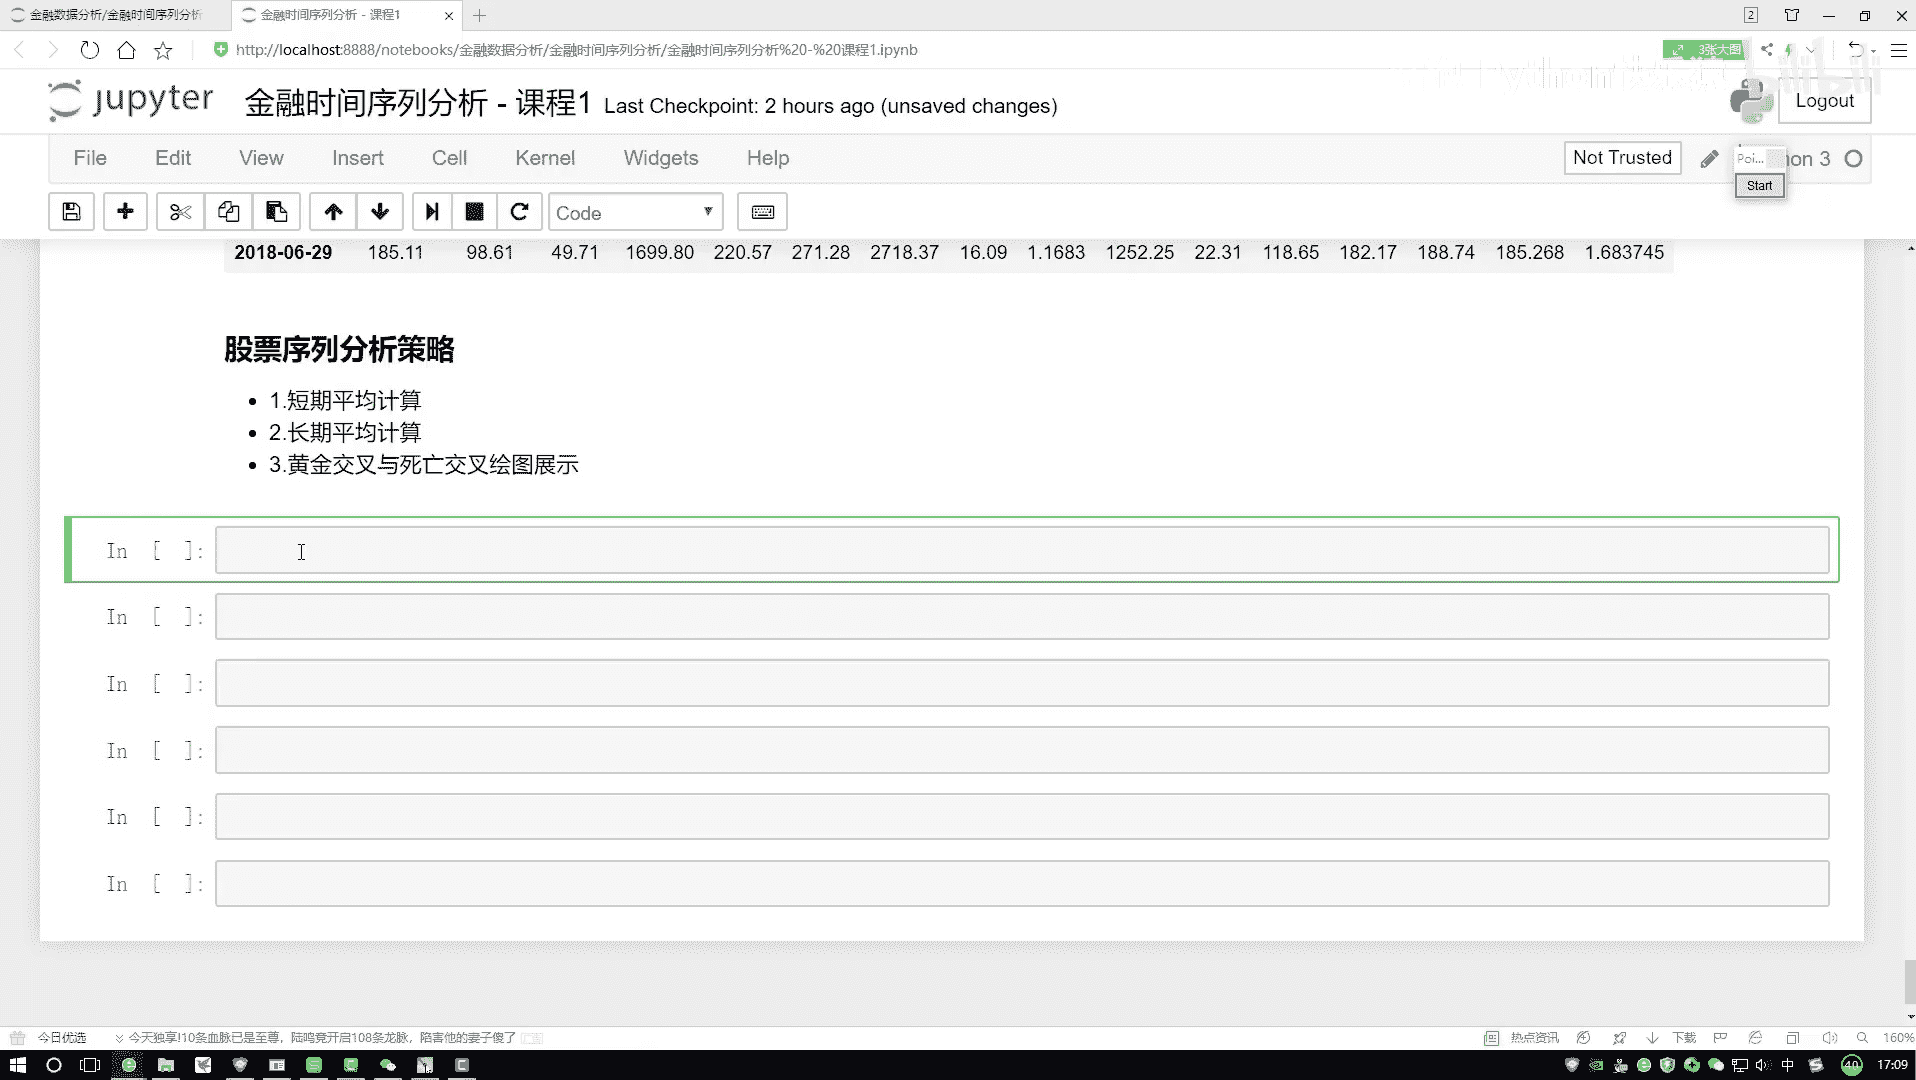 金融数据分析/金融时间序列分析
金融时间序列分析 - 课程1
2
http://localhost:8888/notebooks/金融数据分析/金融时间序列分析/金融时间序列分析%20-%20课程1.ipynb
3张大图
bilibili
jupyter
金融时间序列分析 - 课程1
Last Checkpoint: 2 hours ago (unsaved changes)
Logout
File Edit View Insert Cell Kernel Widgets Help
Not Trusted
Poi...
on 3
Start
Code
2018-06-29 185.11 98.61 49.71 1699.80 220.57 271.28 2718.37 16.09 1.1683 1252.25 22.31 118.65 182.17 188.74 185.268 1.683745
股票序列分析策略
1.短期平均计算
2.长期平均计算
3.黄金交叉与死亡交叉绘图展示
In [ ]:
In [ ]:
In [ ]:
In [ ]:
In [ ]:
In [ ]:
今日优选
今天独享!10条血脉已是至尊，陆鸣竟开启108条龙脉，陷害他的妻子傻了
热点资讯
下载
160%
中
40
17:09